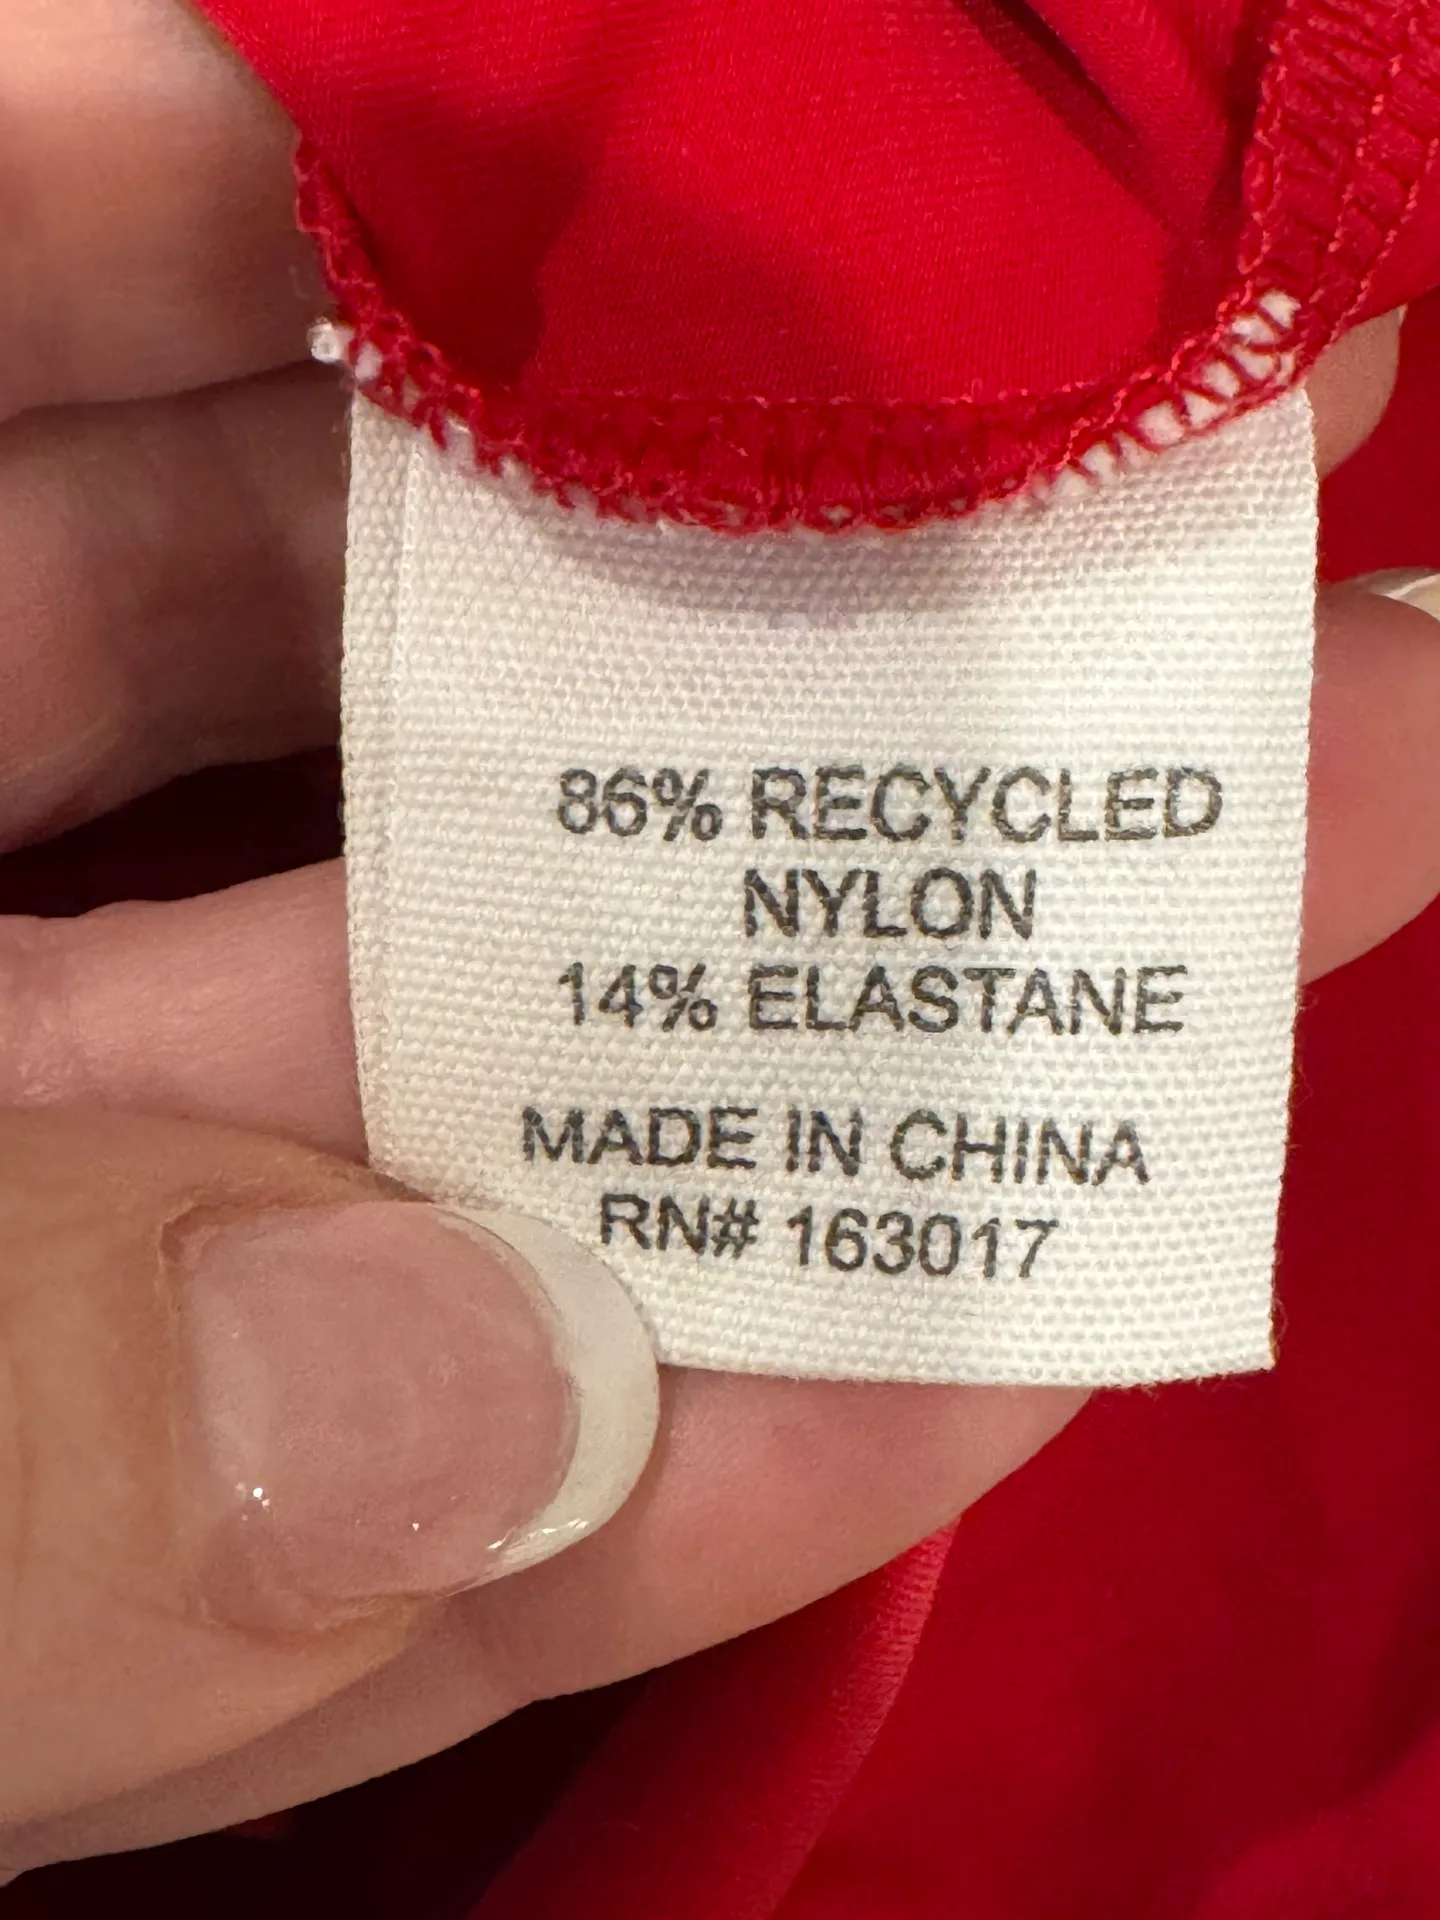 86% RECYCLED
NYLON
14% ELASTANE
MADE IN CHINA
RN# 163017